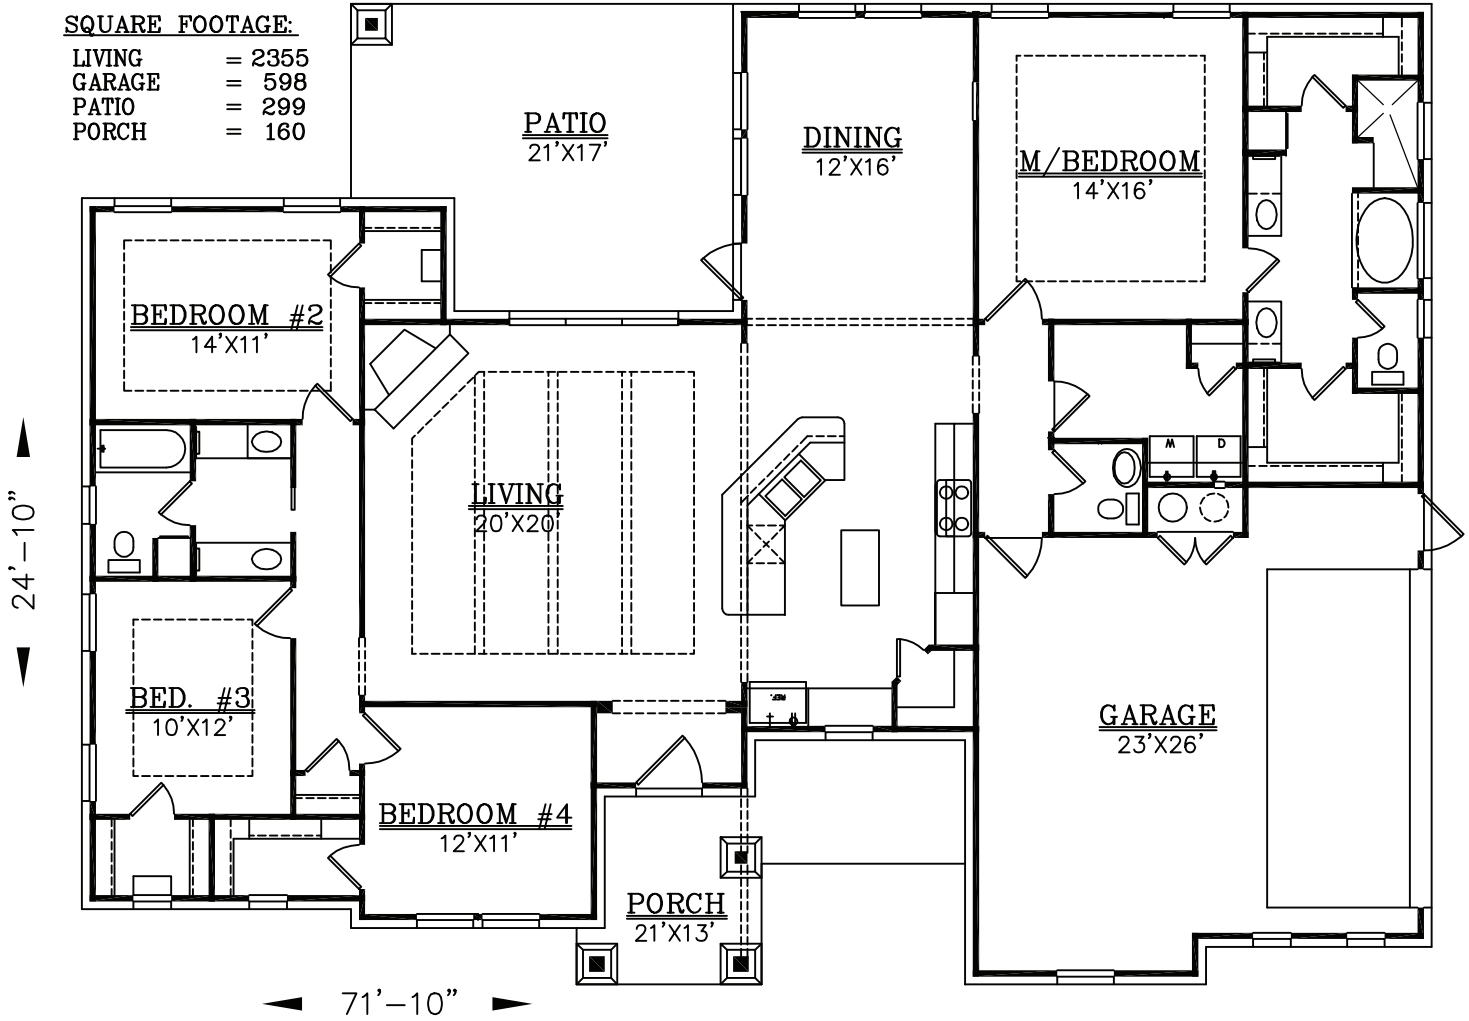 SQUARE FOOTAGE:
LIVING = 2355
GARAGE = 598
PATIO = 299
PORCH = 160
PATIO
21'X17'
DINING
12'X16'
M/BEDROOM
14'X16'
BEDROOM #2
14'X11'
W
D
LIVING
20'X20'
24'-10"
BED. #3
10'X12'
REF.
GARAGE
23'X26'
BEDROOM #4
12'X11'
PORCH
21'X13'
71'-10"